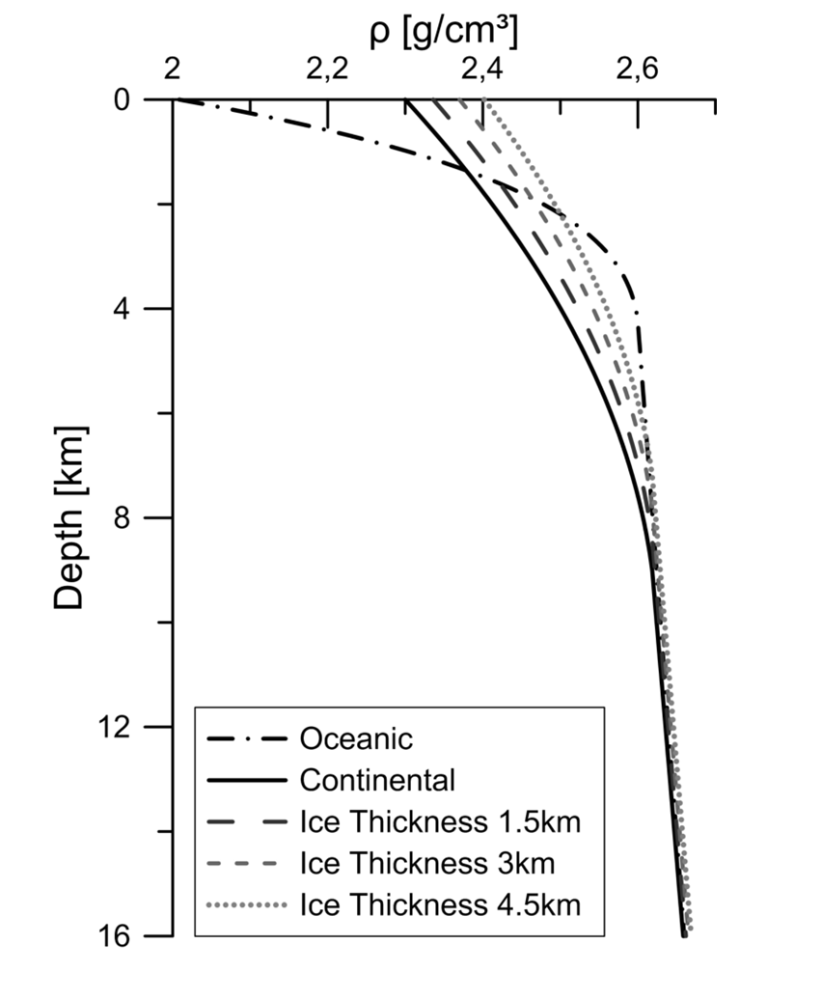 ρ [g/cm³]
2 2,2 2,4 2,6
0
4
8
12
16
Depth [km]
Oceanic
Continental
Ice Thickness 1.5km
Ice Thickness 3km
Ice Thickness 4.5km